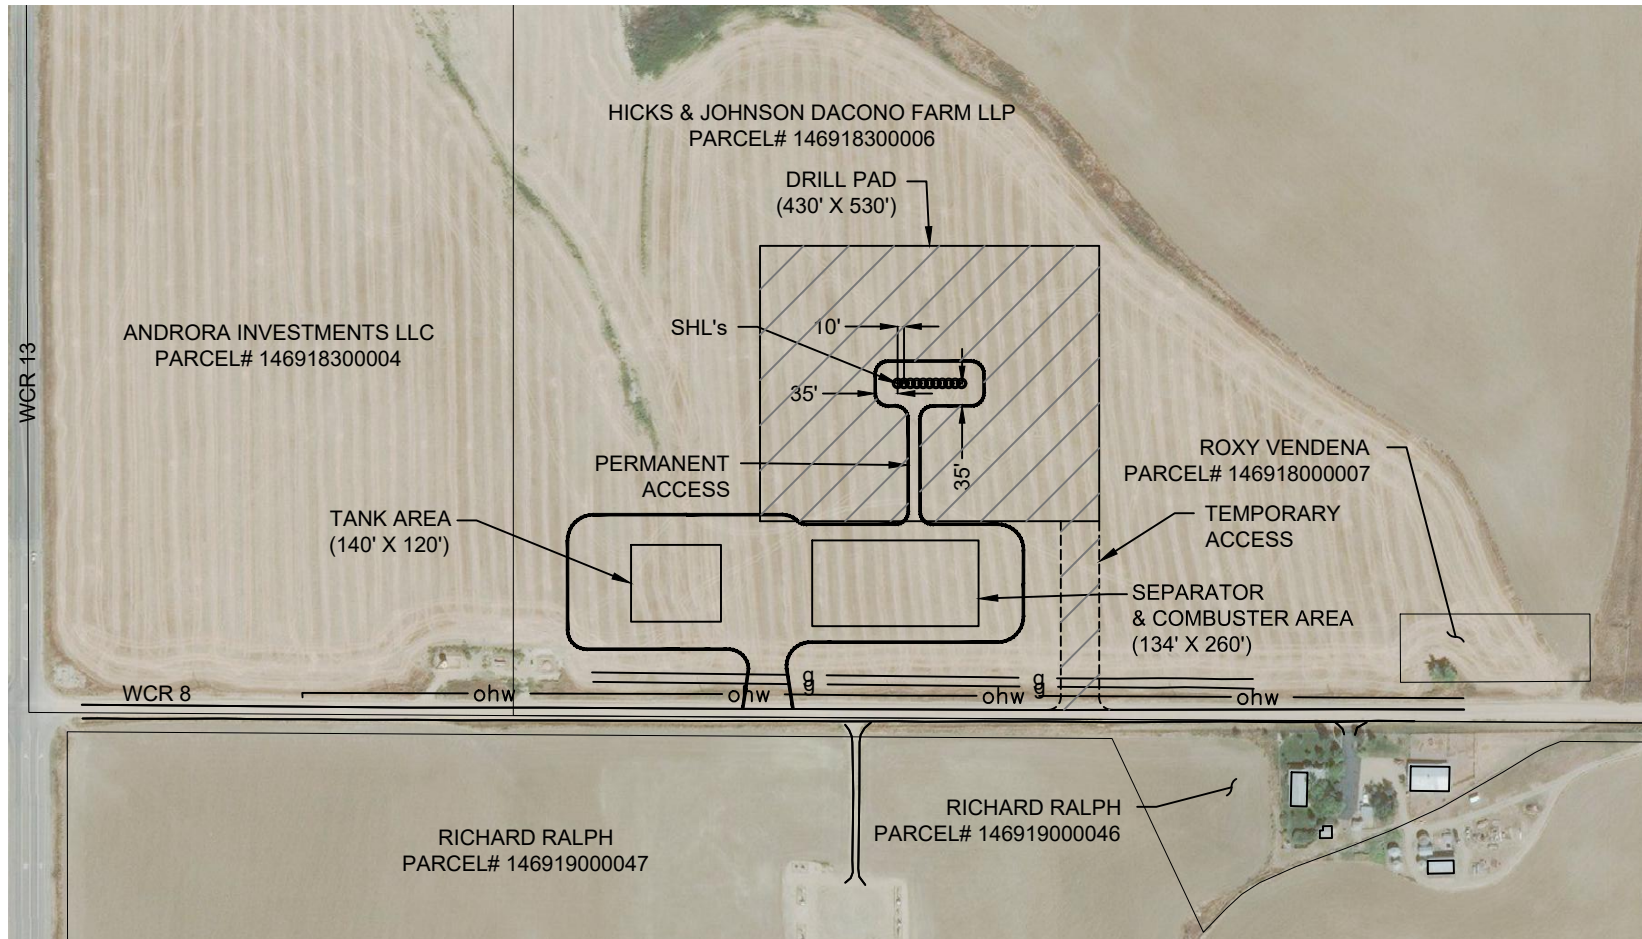 HICKS & JOHNSON DACONO FARM LLP
PARCEL# 146918300006
DRILL PAD
(430' X 530')
ANDRORA INVESTMENTS LLC
PARCEL# 146918300004
WCR 13
SHL's
10'
35'
35'
PERMANENT
ACCESS
ROXY VENDENA
PARCEL# 146918000007
TANK AREA
(140' X 120')
TEMPORARY
ACCESS
SEPARATOR
& COMBUSTER AREA
(134' X 260')
g
g
g
g
WCR 8
ohw
ohw
ohw
ohw
RICHARD RALPH
PARCEL# 146919000046
RICHARD RALPH
PARCEL# 146919000047